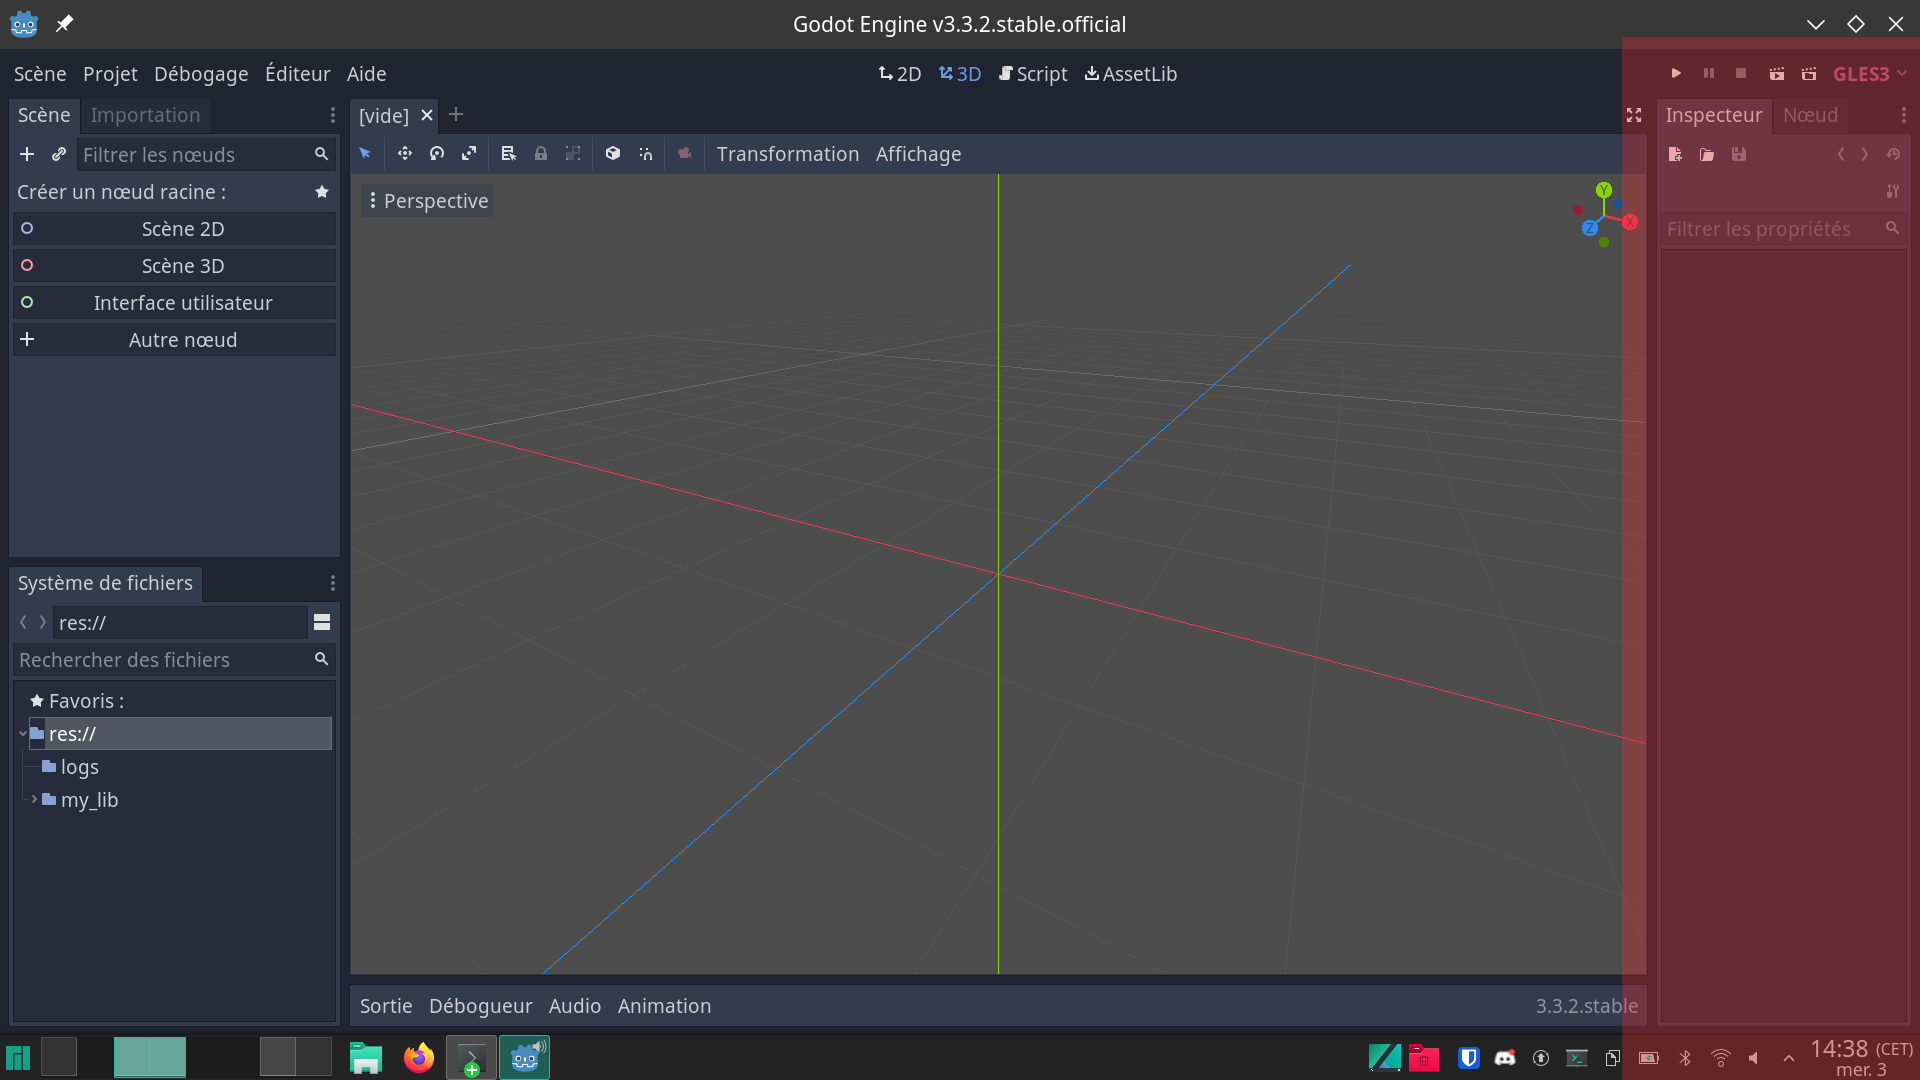 Godot Engine v3.3.2.stable.official
Scène Projet Débogage Éditeur Aide
2D 3D Script AssetLib
GLES3
Scène Importation
[vide]
Inspecteur Nœud
Filtrer les nœuds
Transformation Affichage
Créer un nœud racine :
Perspective
Y
X
Z
Filtrer les propriétés
Scène 2D
Scène 3D
Interface utilisateur
Autre nœud
Système de fichiers
res://
Rechercher des fichiers
Favoris :
res://
logs
my_lib
Sortie Débogueur Audio Animation
3.3.2.stable
14:38 (CET)
mer. 3